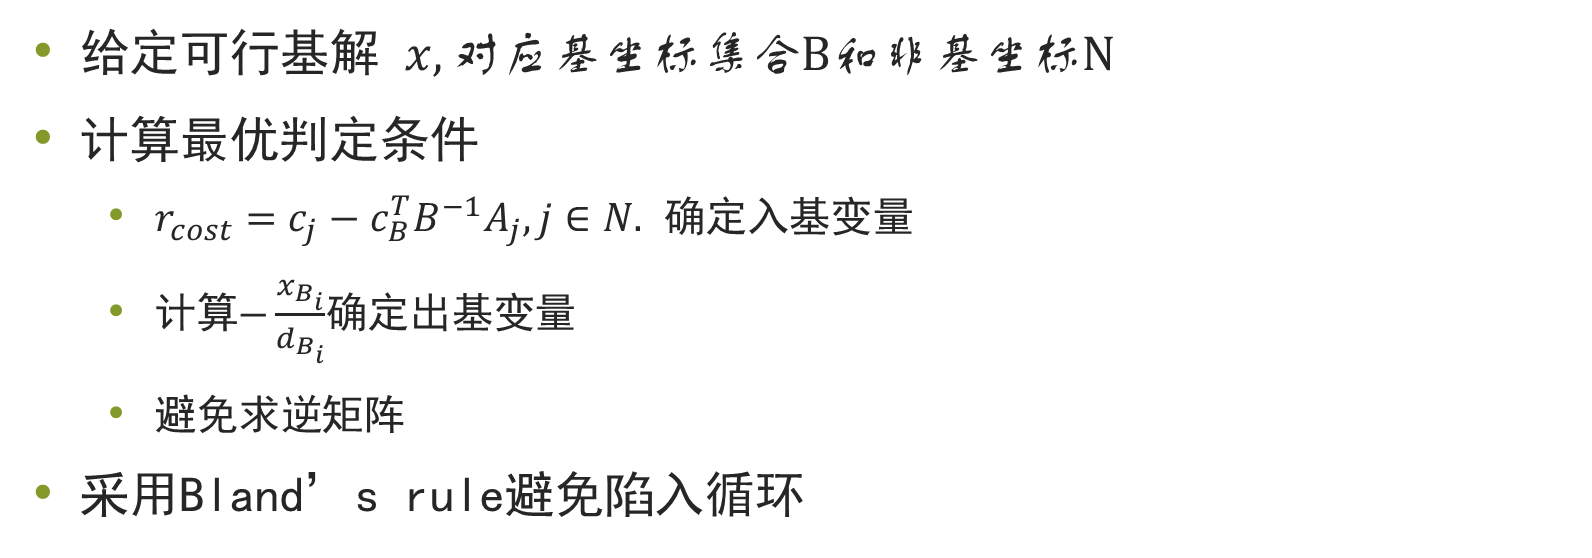 • 给定可行基解 x,对应基坐标集合B和非基坐标N
• 计算最优判定条件
• r_{cost} = c_j − c_B^T B^{−1} A_j, j ∈ N. 确定入基变量
• 计算−\frac{x_{B_i}}{d_{B_i}}确定出基变量
• 避免求逆矩阵
• 采用Bland’s rule避免陷入循环